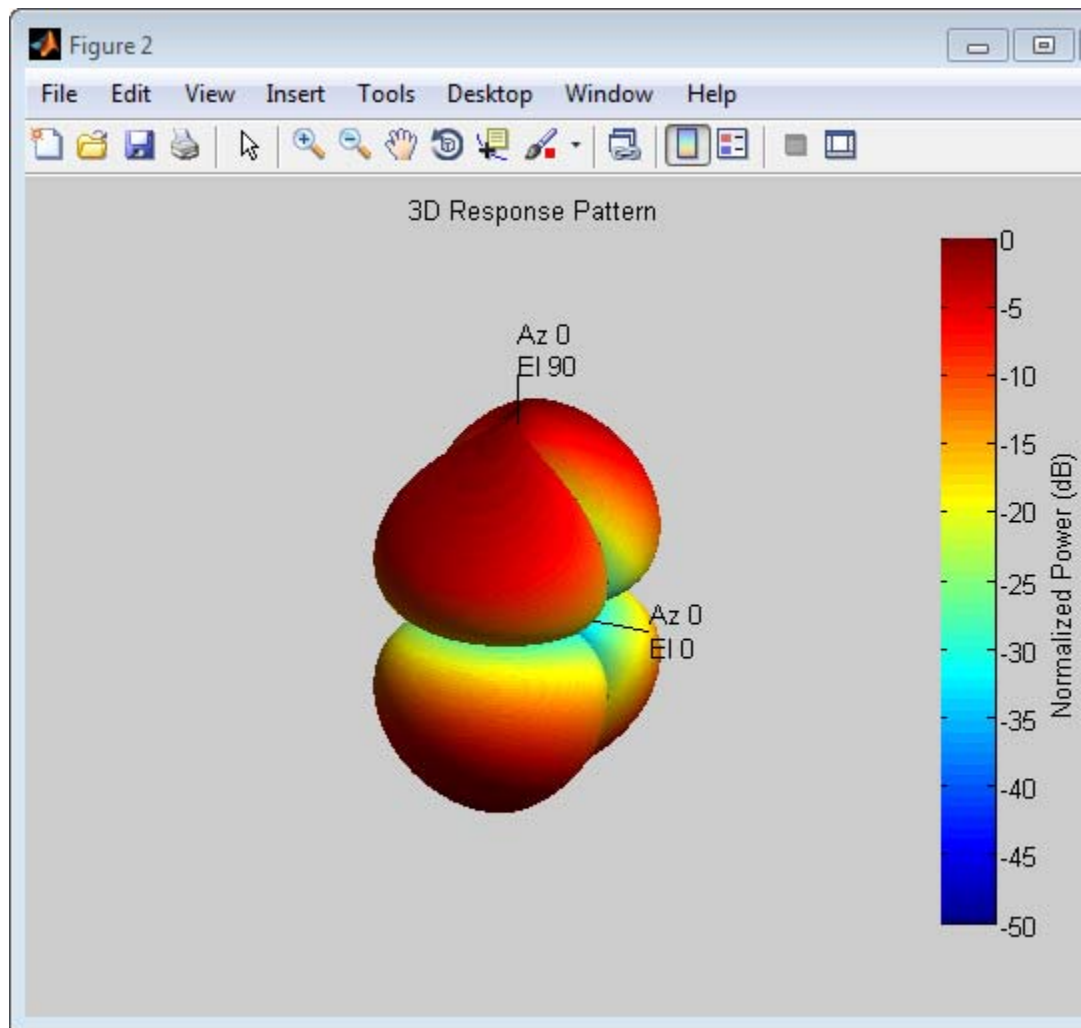 Figure 2
File Edit View Insert Tools Desktop Window Help
3D Response Pattern
Az 0
El 90
Az 0
El 0
0
-5
-10
-15
-20
-25
-30
-35
-40
-45
-50
Normalized Power (dB)